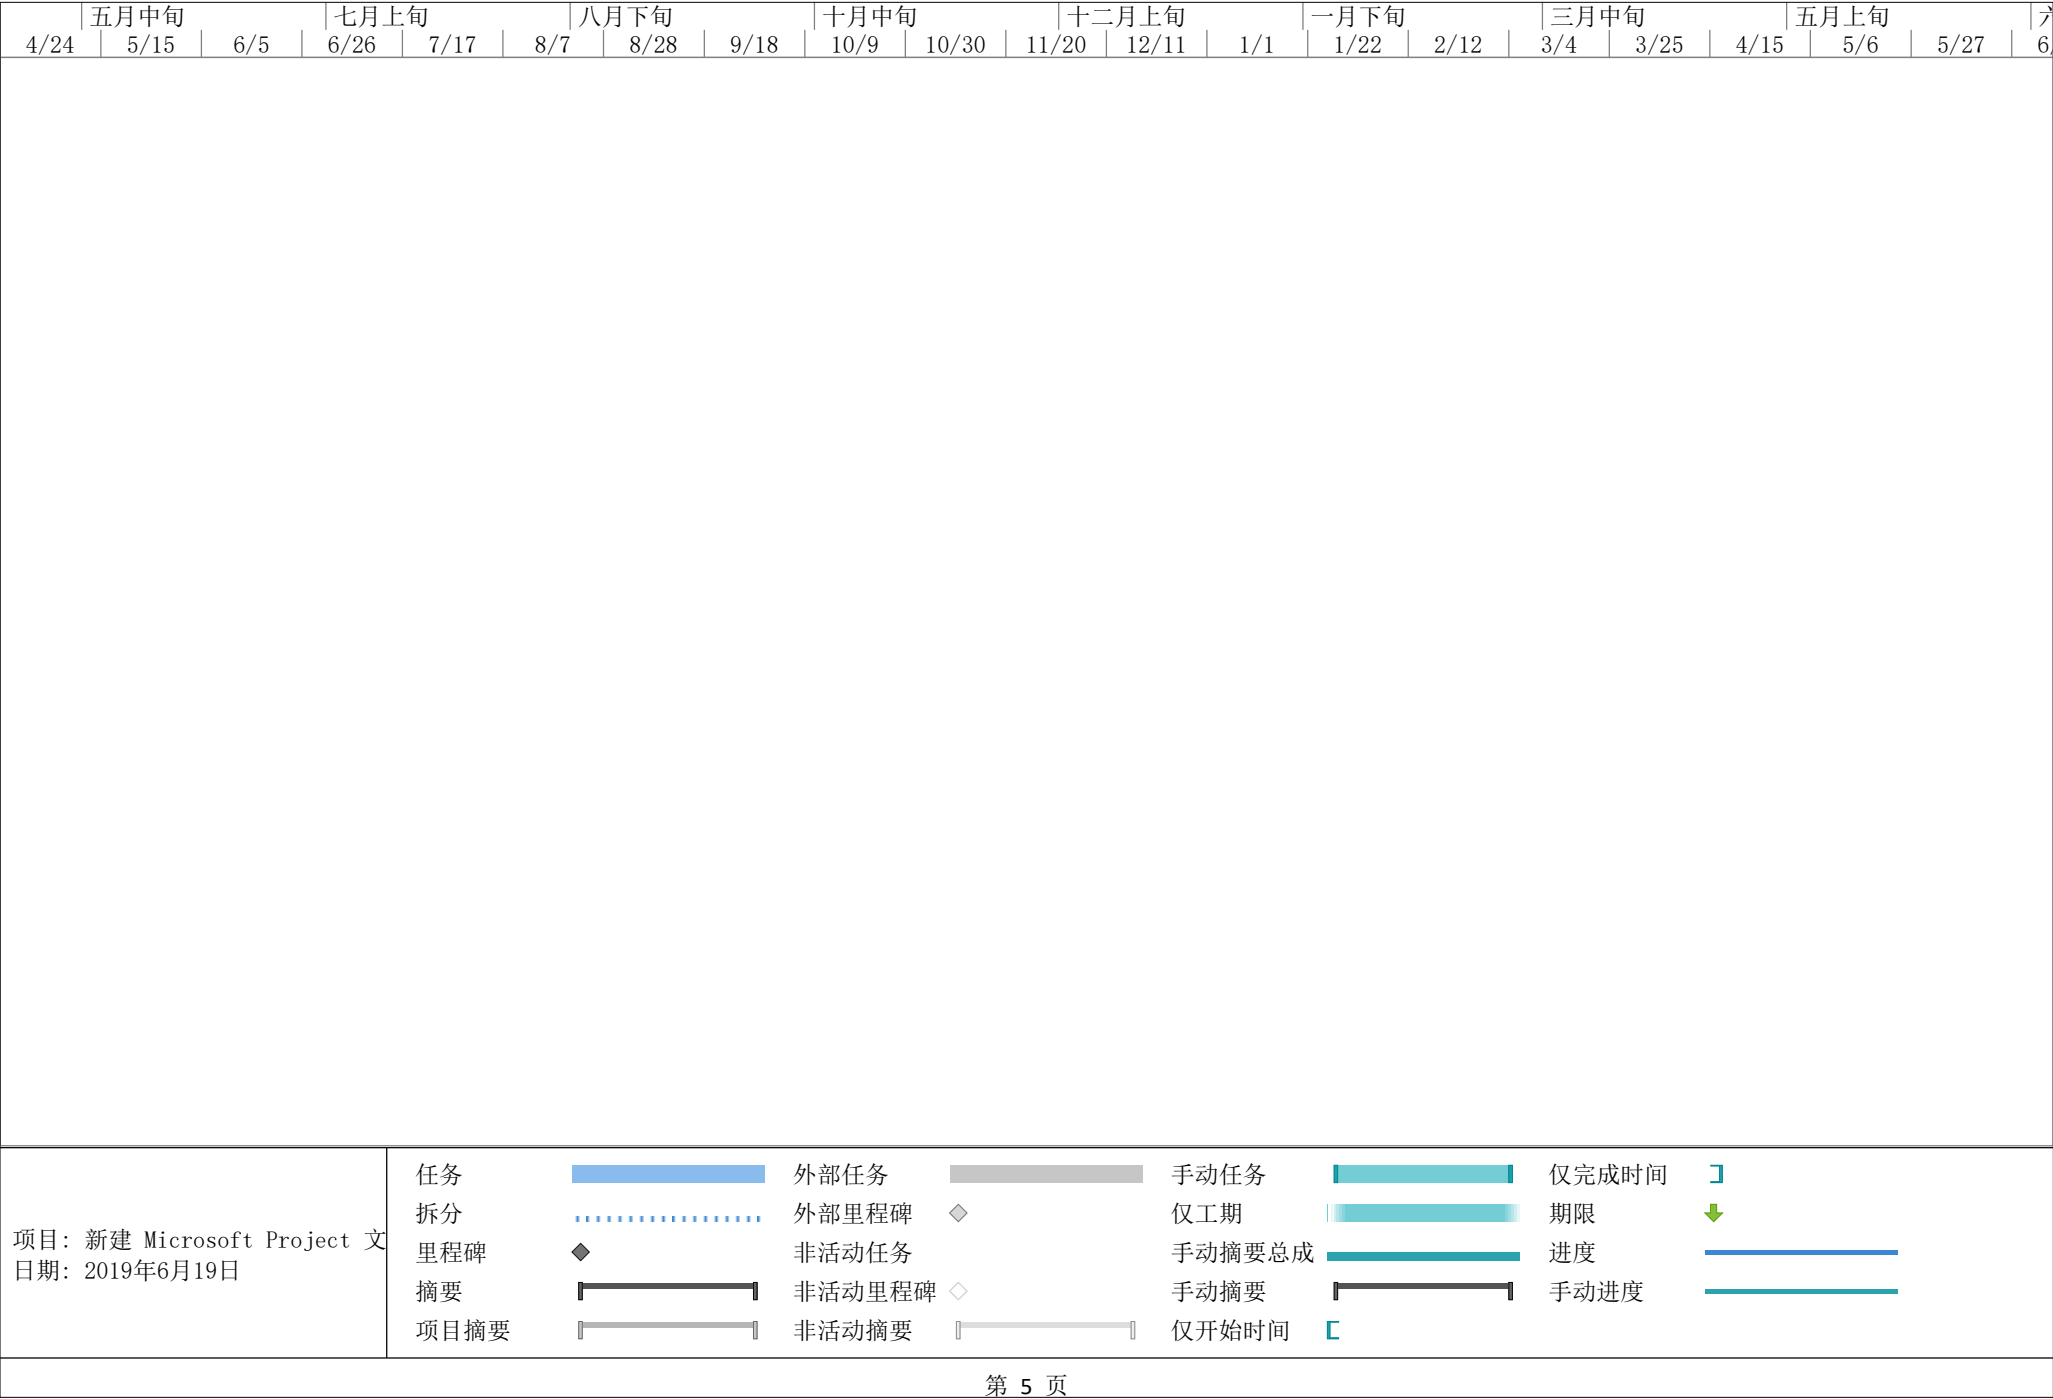 五月中旬 七月上旬 八月下旬 十月中旬 十二月上旬 一月下旬 三月中旬 五月上旬
4/24 5/15 6/5 6/26 7/17 8/7 8/28 9/18 10/9 10/30 11/20 12/11 1/1 1/22 2/12 3/4 3/25 4/15 5/6 5/27 6/
任务 外部任务 手动任务 仅完成时间
拆分 外部里程碑 仅工期 期限
里程碑 非活动任务 手动摘要总成 进度
摘要 非活动里程碑 手动摘要 手动进度
项目摘要 非活动摘要 仅开始时间
项目: 新建 Microsoft Project 文
日期: 2019年6月19日
第 5 页